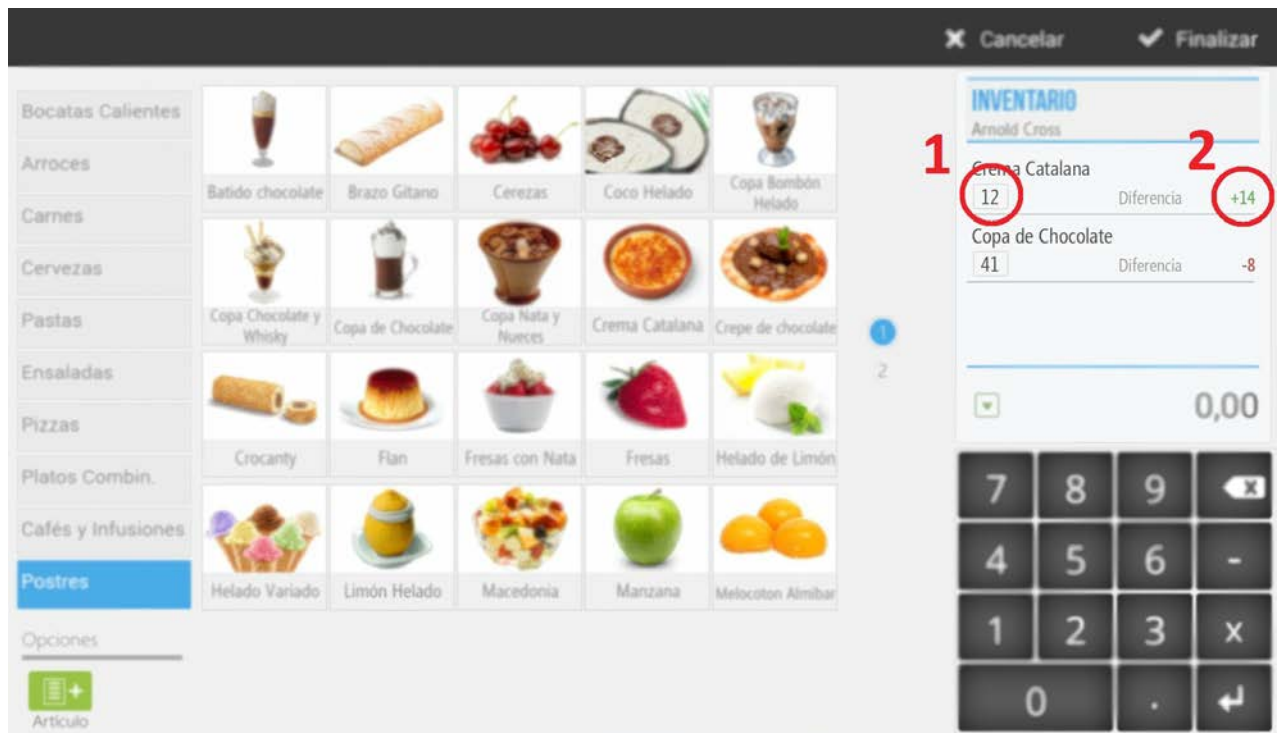 Cancelar
Finalizar
Bocatas Calientes
Arroces
Carnes
Cervezas
Pastas
Ensaladas
Pizzas
Platos Combin.
Cafés y Infusiones
Postres
Opciones
Artículo
Batido chocolate
Brazo Gitano
Cerezas
Coco Helado
Copa Bombón
Helado
Copa Chocolate y
Whisky
Copa de Chocolate
Copa Nata y
Nueces
Crema Catalana
Crepe de chocolate
Crocanty
Flan
Fresas con Nata
Fresas
Helado de Limón
Helado Variado
Limón Helado
Macedonia
Manzana
Melocoton Almibar
1
2
INVENTARIO
Arnold Cross
1
2
Crema Catalana
12 Diferencia +14
Copa de Chocolate
41 Diferencia -8
0,00
7 8 9 x
4 5 6 -
1 2 3 x
0 .